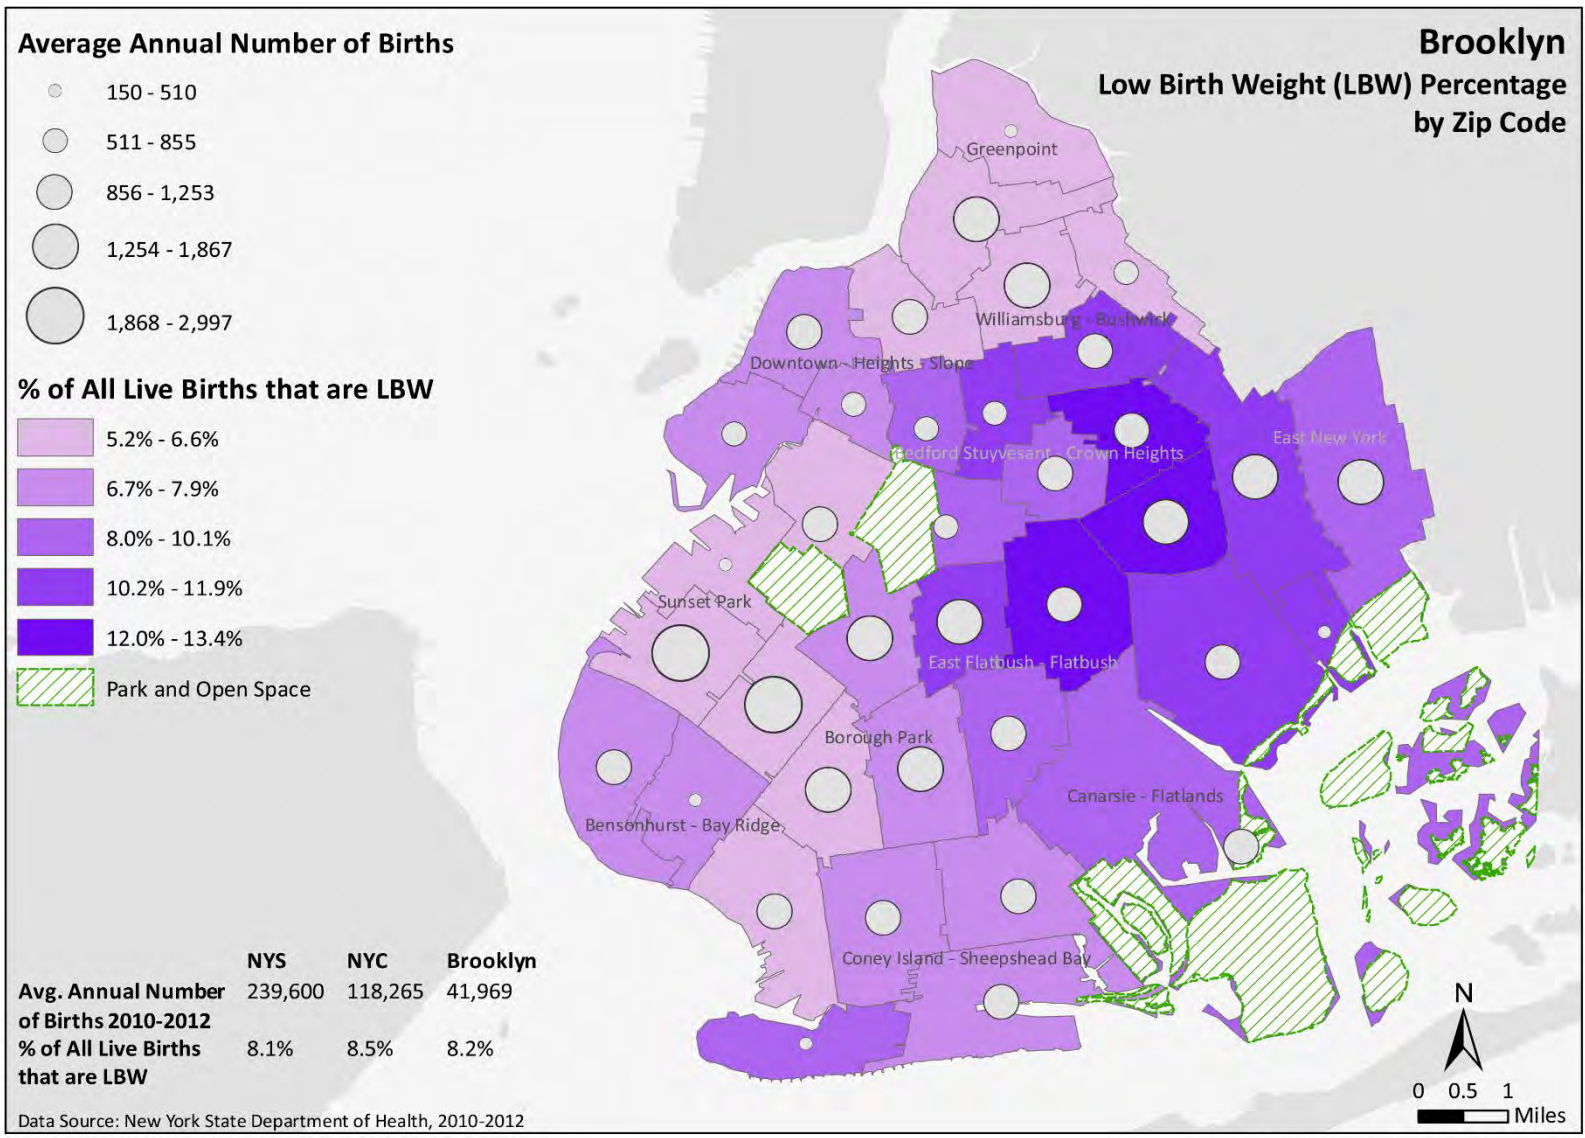 Average Annual Number of Births
150 - 510
511 - 855
856 - 1,253
1,254 - 1,867
1,868 - 2,997
% of All Live Births that are LBW
5.2% - 6.6%
6.7% - 7.9%
8.0% - 10.1%
10.2% - 11.9%
12.0% - 13.4%
Park and Open Space
Brooklyn
Low Birth Weight (LBW) Percentage
by Zip Code
Greenpoint
Williamsburg - Bushwick
Downtown - Heights - Slope
East New York
Bedford Stuyvesant - Crown Heights
Sunset Park
East Flatbush - Flatbush
Borough Park
Canarsie - Flatlands
Bensonhurst - Bay Ridge
Coney Island - Sheepshead Bay
NYS NYC Brooklyn
Avg. Annual Number 239,600 118,265 41,969
of Births 2010-2012
% of All Live Births 8.1% 8.5% 8.2%
that are LBW
Data Source: New York State Department of Health, 2010-2012
N
0 0.5 1
Miles